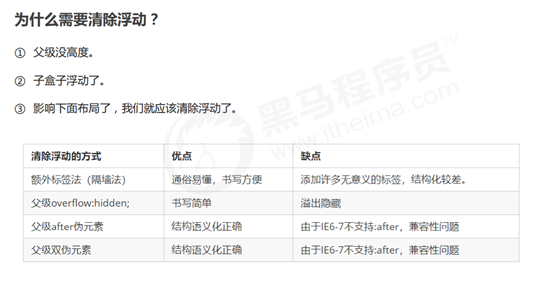 为什么需要清除浮动？
① 父级没高度。
② 子盒子浮动了。
③ 影响下面布局了，我们就应该清除浮动了。
黑马程序员™
www.itheima.com
清除浮动的方式 优点 缺点
额外标签法（隔墙法） 通俗易懂，书写方便 添加许多无意义的标签，结构化较差。
父级overflow:hidden; 书写简单 溢出隐藏
父级after伪元素 结构语义化正确 由于IE6-7不支持:after，兼容性问题
父级双伪元素 结构语义化正确 由于IE6-7不支持:after，兼容性问题